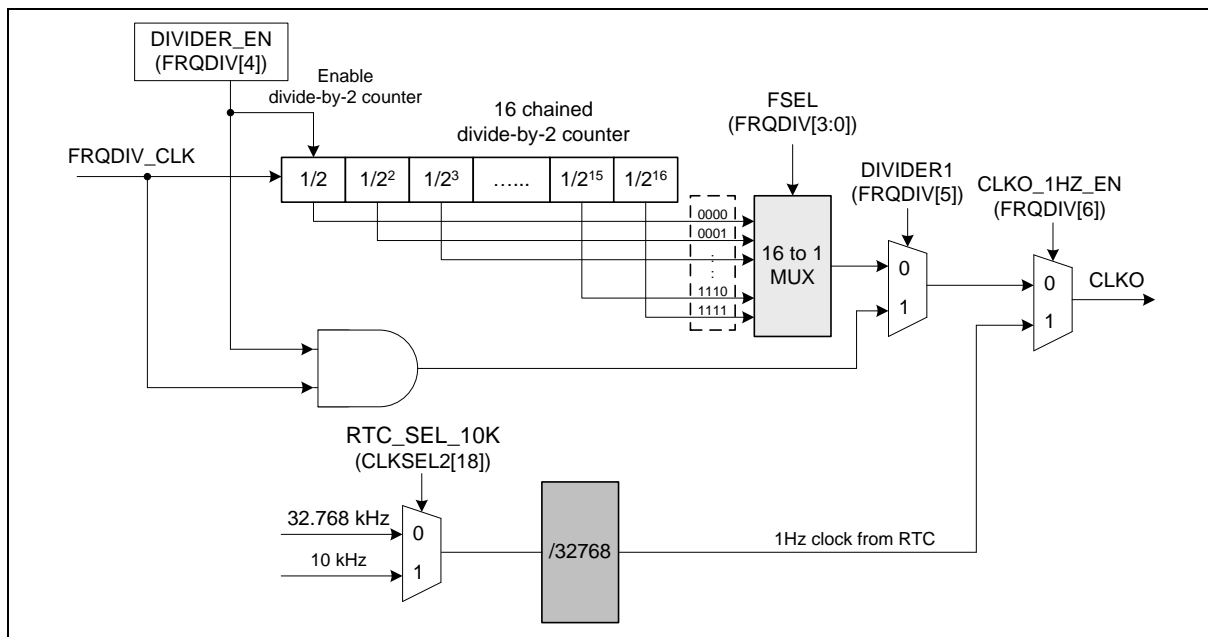 DIVIDER_EN
(FRQDIV[4])
Enable
divide-by-2 counter
16 chained
divide-by-2 counter
FSEL
(FRQDIV[3:0])
FRQDIV_CLK
1/2 1/2² 1/2³ …... 1/2¹⁵ 1/2¹⁶
DIVIDER1
(FRQDIV[5])
CLKO_1HZ_EN
(FRQDIV[6])
0000
0001
:
:
1110
1111
16 to 1
MUX
0
1
0
1
CLKO
RTC_SEL_10K
(CLKSEL2[18])
32.768 kHz
10 kHz
0
1
/32768
1Hz clock from RTC